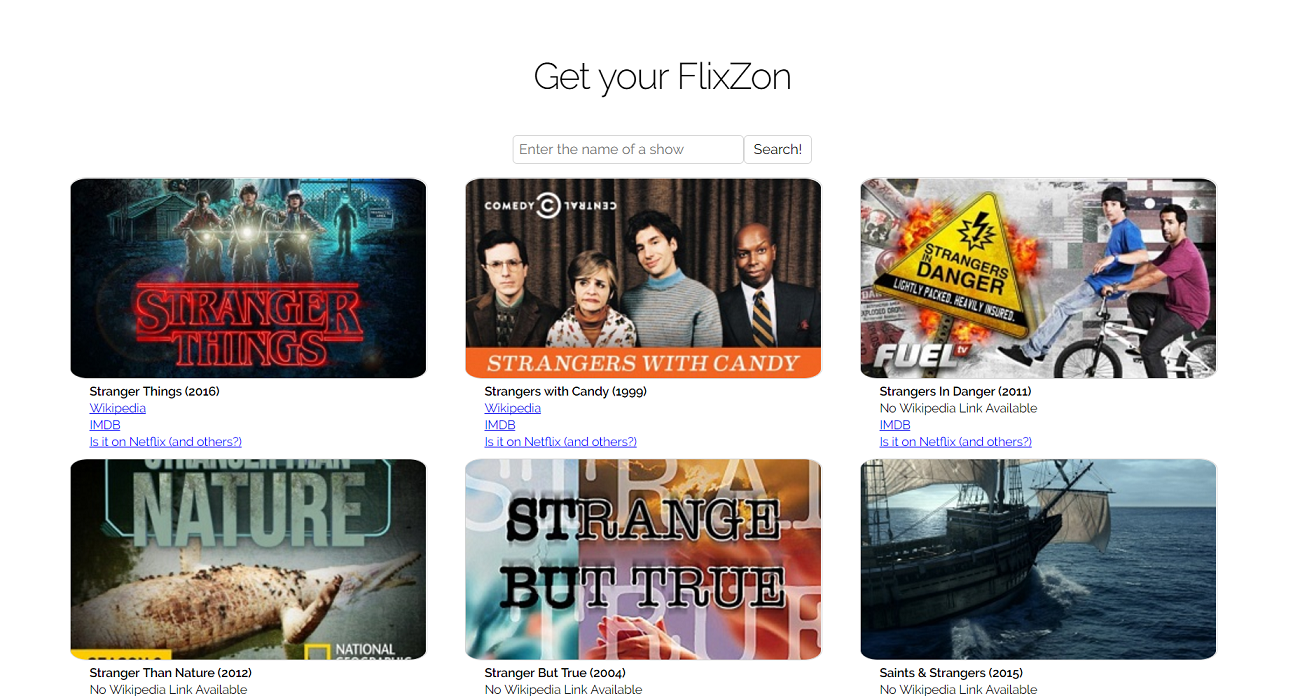 Get your FlixZon
Enter the name of a show
Search!
STRANGER
THINGS
COMEDY CENTRAL
STRANGERS WITH CANDY
STRANGERS
IN
DANGER
LIGHTLY PACKED. HEAVILY INSURED.
FUEL tv
Stranger Things (2016)
Wikipedia
IMDB
Is it on Netflix (and others?)
Strangers with Candy (1999)
Wikipedia
IMDB
Is it on Netflix (and others?)
Strangers In Danger (2011)
No Wikipedia Link Available
IMDB
Is it on Netflix (and others?)
STRANGER THAN
NATURE
NATIONAL
GEOGRAPHIC
STRANGE
BUT TRUE
Stranger Than Nature (2012)
No Wikipedia Link Available
Stranger But True (2004)
No Wikipedia Link Available
Saints & Strangers (2015)
No Wikipedia Link Available